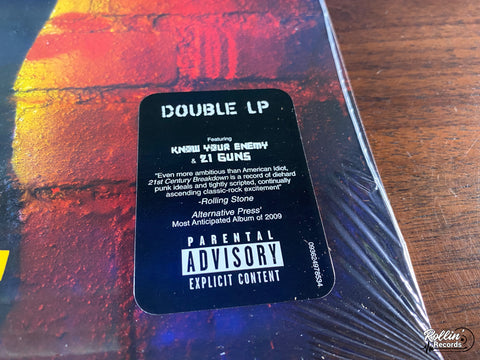 DOUBLE LP
Featuring
KNOW YOUR ENEMY
& 21 GUNS
"Even more ambitious than American Idiot,
21st Century Breakdown is a record of diehard
punk ideals and tightly scripted, continually
ascending classic-rock excitement"
-Rolling Stone
Alternative Press'
Most Anticipated Album of 2009
PARENTAL
ADVISORY
EXPLICIT CONTENT
Rollin'
Records